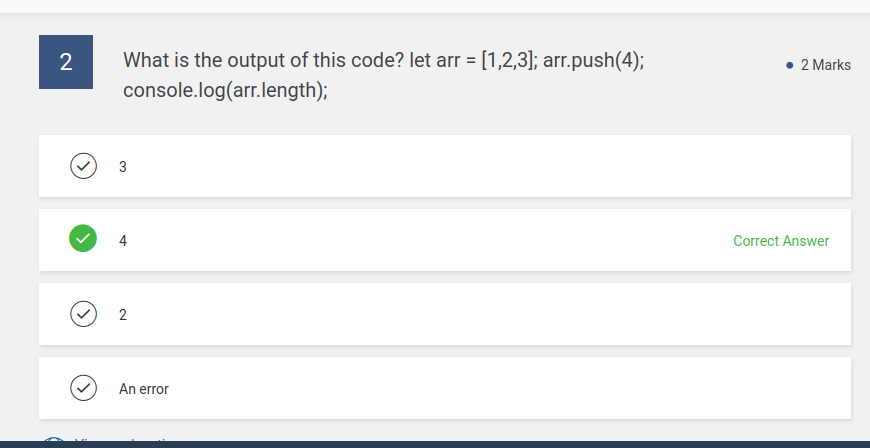 2
What is the output of this code? let arr = [1,2,3]; arr.push(4);
console.log(arr.length);
2 Marks
3
4
Correct Answer
2
An error